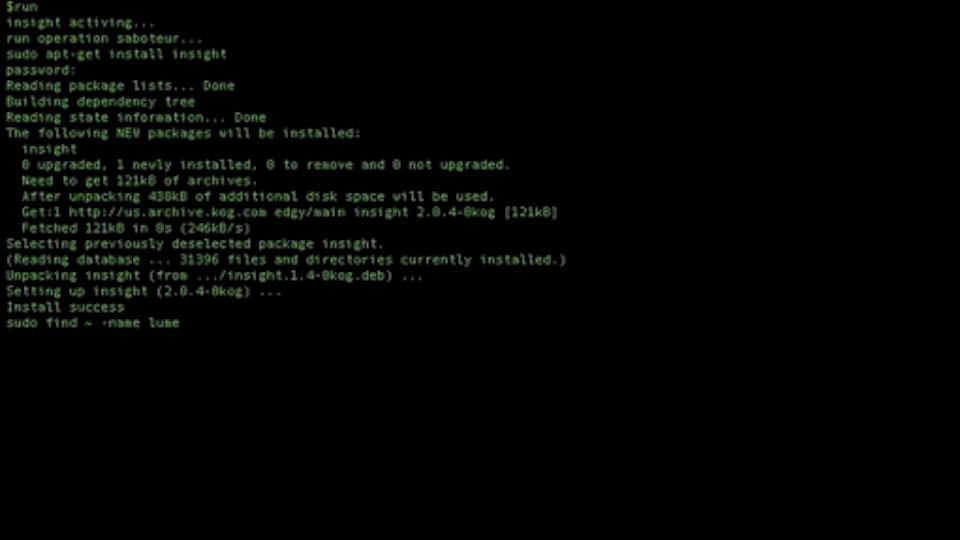 $run
insight activing...
run operation saboteur...
sudo apt-get install insight
password:
Reading package lists... Done
Building dependency tree
Reading state information... Done
The following NEW packages will be installed:
insight
0 upgraded, 1 newly installed, 0 to remove and 0 not upgraded.
Need to get 121kB of archives.
After unpacking 438kB of additional disk space will be used.
Get:1 http://us.archive.kog.com edgy/main insight 2.0.4-0kog [121kB]
Fetched 121kB in 0s (246kB/s)
Selecting previously deselected package insight.
(Reading database ... 31396 files and directories currently installed.)
Unpacking insight (from .../insight.1.4-0kog.deb) ...
Setting up insight (2.0.4-0kog) ...
Install success
sudo find ~ -name lume